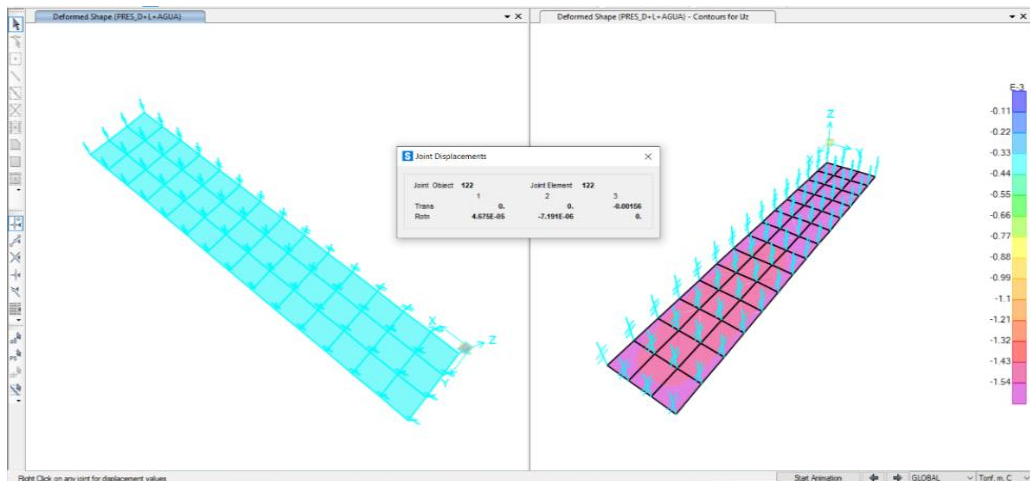 Deformed Shape (PRES_D+L+AGUA)
Deformed Shape (PRES_D+L+AGUA) - Contours for Uz
Joint Displacements
Joint Object 122 Joint Element 122
1 2 3
Trans 0. 0. -0.00156
Rotn 4.675E-05 -7.191E-06 0.
Z
X
Y
Z
E-3
-0.11
-0.22
-0.33
-0.44
-0.55
-0.66
-0.77
-0.88
-0.99
-1.1
-1.21
-1.32
-1.43
-1.54
Right Click on any joint for displacement values
Start Animation GLOBAL Tonf, m, C